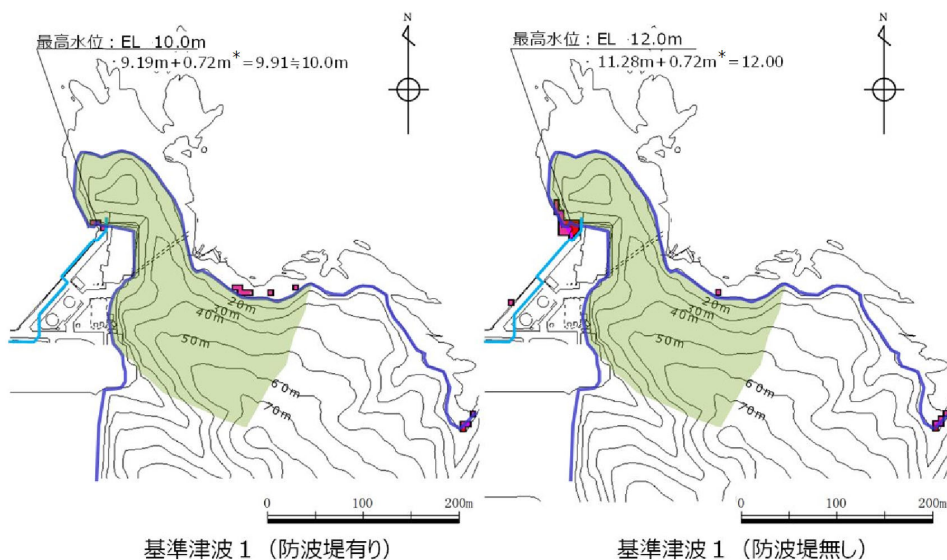 最高水位：EL 10.0m
9.19m+0.72m*=9.91≒10.0m
N
20m
30m
40m
50m
60m
70m
0 100 200m
基準津波１（防波堤有り）
最高水位：EL 12.0m
11.28m+0.72m*=12.00
N
20m
30m
40m
50m
60m
70m
0 100 200m
基準津波１（防波堤無し）